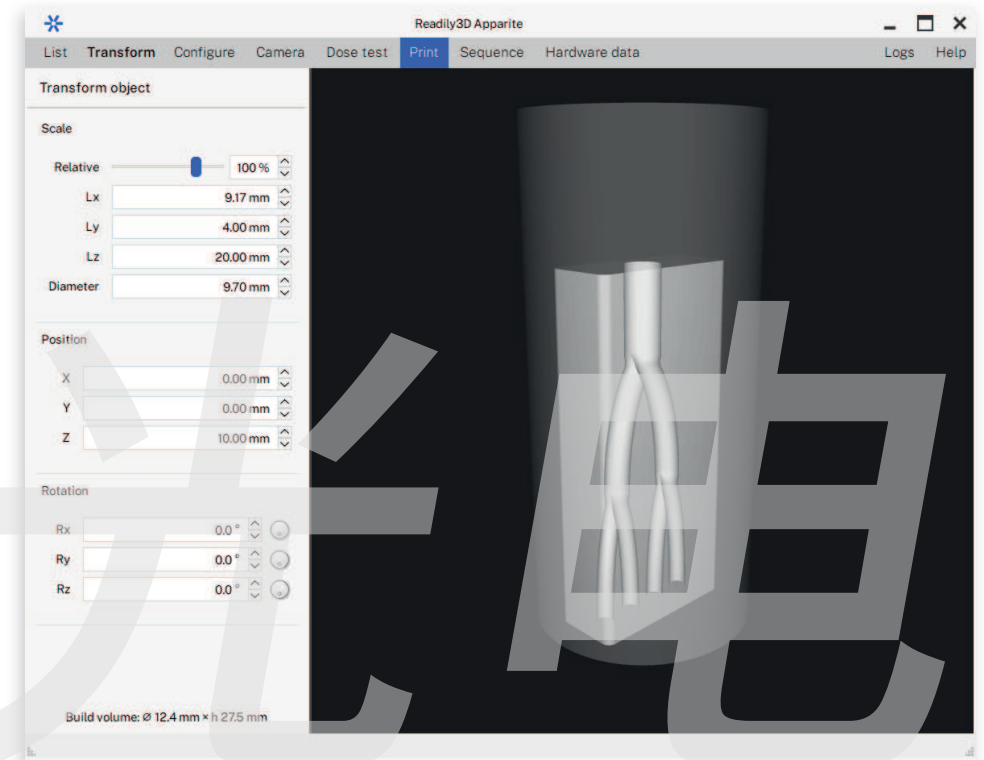 Readily3D Apparite
List Transform Configure Camera Dose test Print Sequence Hardware data Logs Help
Transform object
Scale
Relative 100 %
Lx 9.17 mm
Ly 4.00 mm
Lz 20.00 mm
Diameter 9.70 mm
Position
X 0.00 mm
Y 0.00 mm
Z 10.00 mm
Rotation
Rx 0.0 °
Ry 0.0 °
Rz 0.0 °
Build volume: Ø 12.4 mm × h 27.5 mm
光电